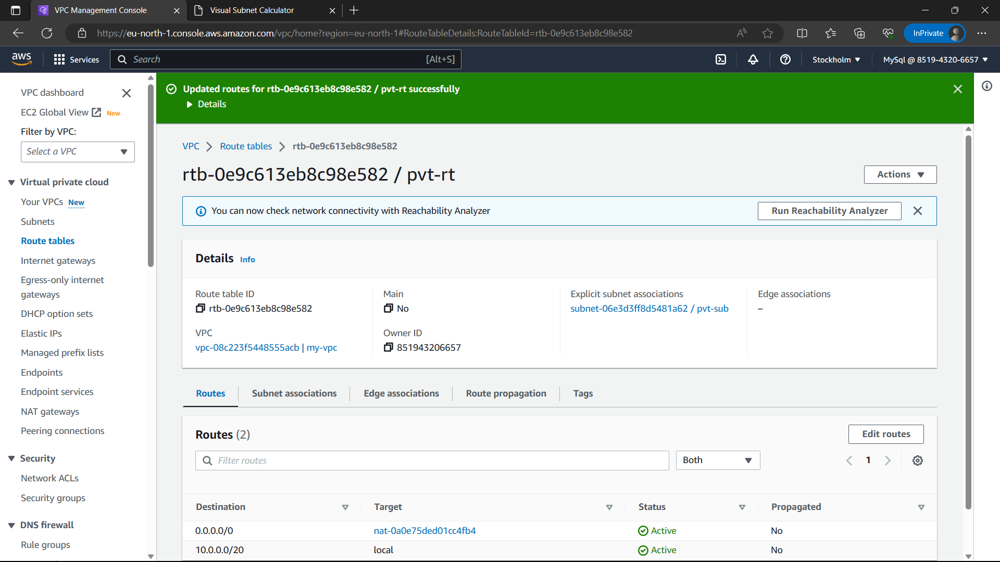 VPC Management Console
Visual Subnet Calculator
https://eu-north-1.console.aws.amazon.com/vpc/home?region=eu-north-1#RouteTableDetails:RouteTableId=rtb-0e9c613eb8c98e582
InPrivate
aws
Services
Search
[Alt+S]
Stockholm
MySql @ 8519-4320-6657
VPC dashboard
EC2 Global View
New
Filter by VPC:
Select a VPC
Virtual private cloud
Your VPCs
New
Subnets
Route tables
Internet gateways
Egress-only internet
gateways
DHCP option sets
Elastic IPs
Managed prefix lists
Endpoints
Endpoint services
NAT gateways
Peering connections
Security
Network ACLs
Security groups
DNS firewall
Rule groups
Updated routes for rtb-0e9c613eb8c98e582 / pvt-rt successfully
Details
VPC
Route tables
rtb-0e9c613eb8c98e582
rtb-0e9c613eb8c98e582 / pvt-rt
Actions
You can now check network connectivity with Reachability Analyzer
Run Reachability Analyzer
Details Info
Route table ID
rtb-0e9c613eb8c98e582
Main
No
Explicit subnet associations
subnet-06e3d3ff8d5481a62 / pvt-sub
Edge associations
–
VPC
vpc-08c223f5448555acb | my-vpc
Owner ID
851943206657
Routes
Subnet associations
Edge associations
Route propagation
Tags
Routes (2)
Edit routes
Filter routes
Both
1
Destination
Target
Status
Propagated
0.0.0.0/0
nat-0a0e75ded01cc4fb4
Active
No
10.0.0.0/20
local
Active
No